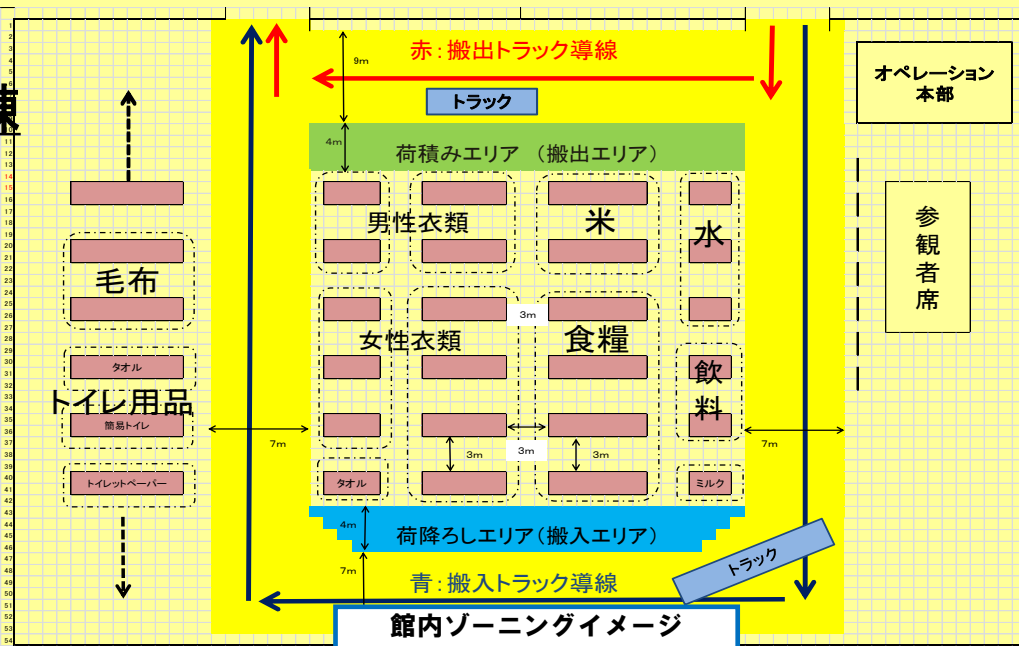 赤：搬出トラック導線
9m
トラック
オペレーション
本部
棟
4m
荷積みエリア （搬出エリア）
男性衣類
米
水
参観者席
毛布
3m
女性衣類
食糧
飲料
タオル
トイレ用品
簡易トイレ
7m
3m
7m
3m
3m
トイレットペーパー
タオル
ミルク
4m
荷降ろしエリア（搬入エリア）
7m
トラック
青：搬入トラック導線
館内ゾーニングイメージ